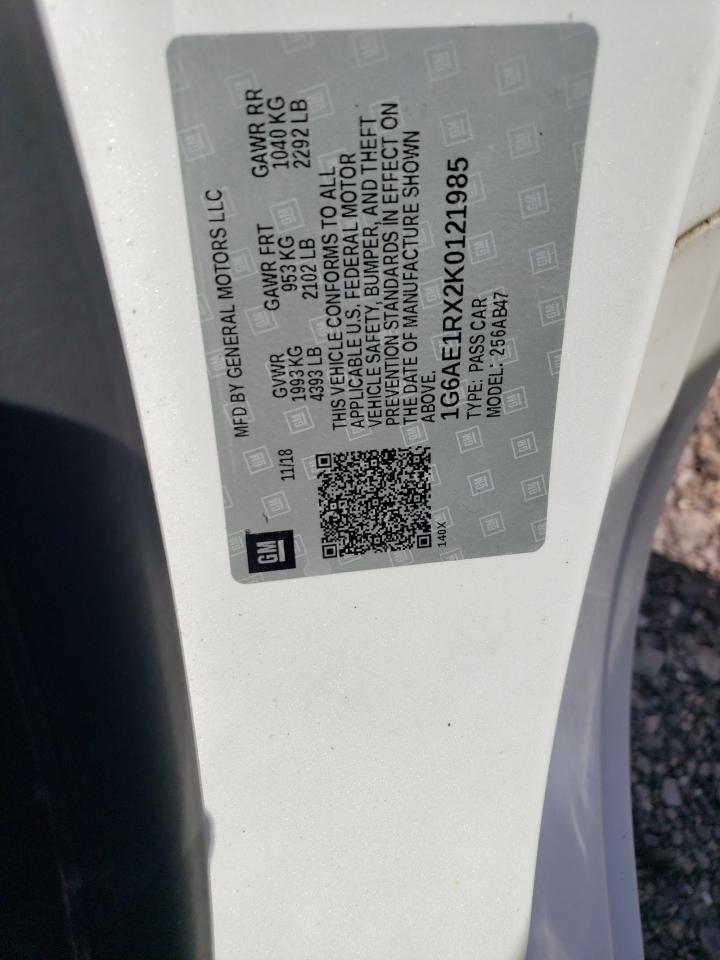 GM
MFD BY GENERAL MOTORS LLC
11/18
GVWR GAWR FRT GAWR RR
1993 KG 953 KG 1040 KG
4393 LB 2102 LB 2292 LB
THIS VEHICLE CONFORMS TO ALL
APPLICABLE U.S. FEDERAL MOTOR
VEHICLE SAFETY, BUMPER, AND THEFT
PREVENTION STANDARDS IN EFFECT ON
THE DATE OF MANUFACTURE SHOWN
ABOVE.
1G6AE1RX2K0121985
TYPE: PASS CAR
140X
MODEL: 256AB47